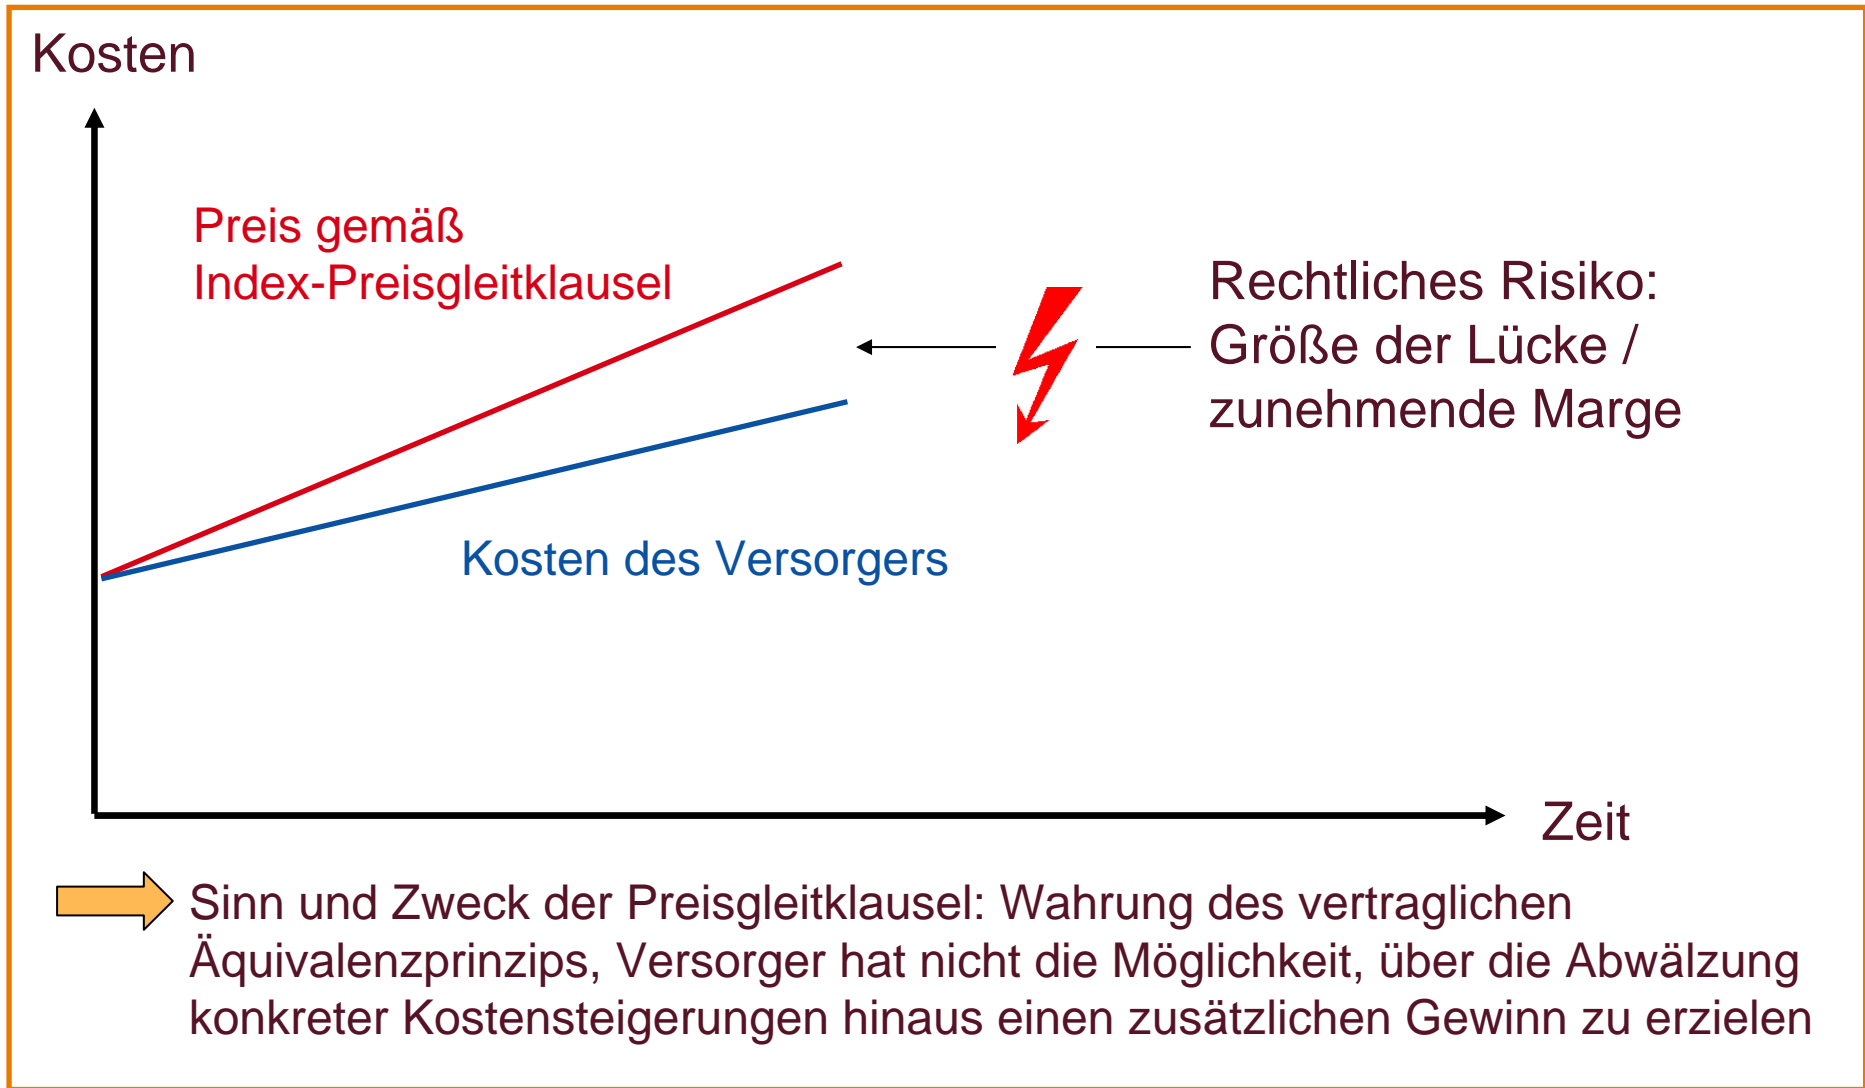 Kosten
Preis gemäß
Index-Preisgleitklausel
Rechtliches Risiko:
Größe der Lücke /
zunehmende Marge
Kosten des Versorgers
Zeit
Sinn und Zweck der Preisgleitklausel: Wahrung des vertraglichen
Äquivalenzprinzips, Versorger hat nicht die Möglichkeit, über die Abwälzung
konkreter Kostensteigerungen hinaus einen zusätzlichen Gewinn zu erzielen